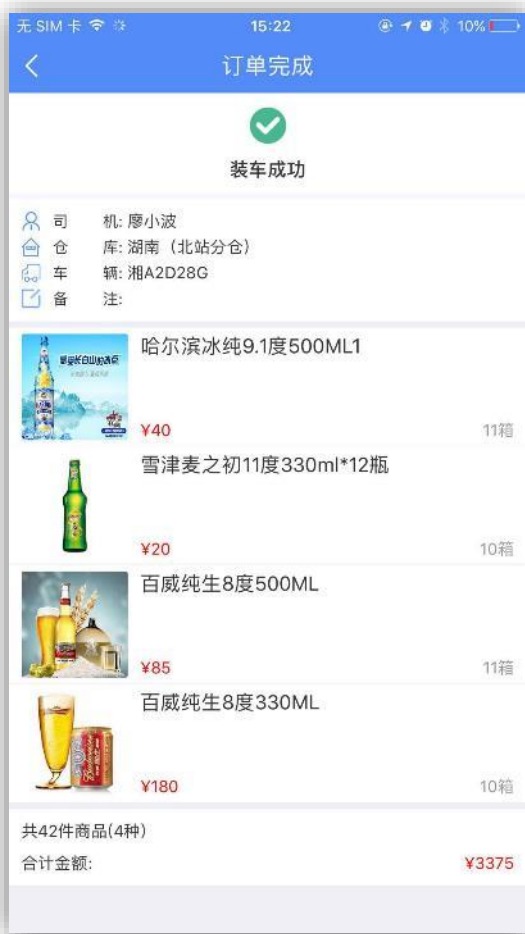 无 SIM 卡
15:22
10%
订单完成
装车成功
司 机: 廖小波
仓 库: 湖南（北站分仓）
车 辆: 湘A2D28G
备 注:
哈尔滨冰纯9.1度500ML1
¥40
11箱
雪津麦之初11度330ml*12瓶
¥20
10箱
百威纯生8度500ML
¥85
11箱
百威纯生8度330ML
¥180
10箱
共42件商品(4种)
合计金额:
¥3375